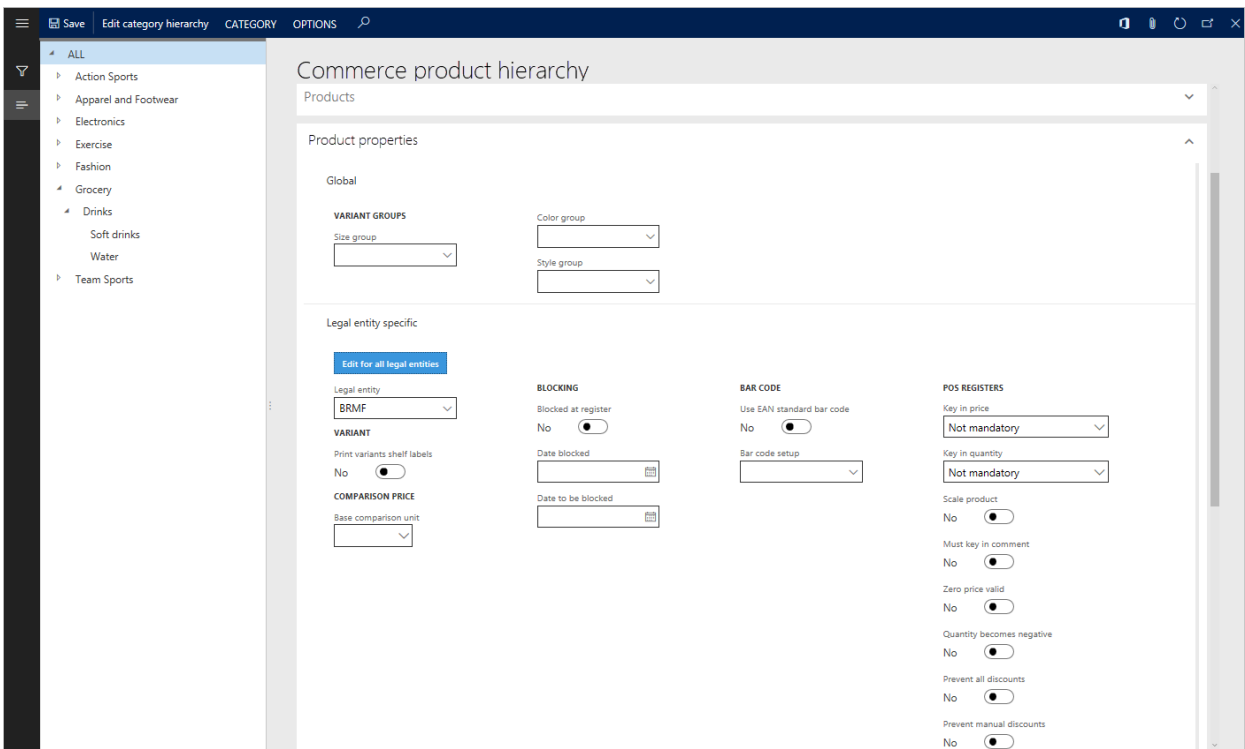 Save Edit category hierarchy CATEGORY OPTIONS
ALL
Action Sports
Apparel and Footwear
Electronics
Exercise
Fashion
Grocery
Drinks
Soft drinks
Water
Team Sports
Commerce product hierarchy
Products
Product properties
Global
VARIANT GROUPS
Size group
Color group
Style group
Legal entity specific
Edit for all legal entities
Legal entity
BRMF
VARIANT
Print variants shelf labels
No
COMPARISON PRICE
Base comparison unit
BLOCKING
Blocked at register
No
Date blocked
Date to be blocked
BAR CODE
Use EAN standard bar code
No
Bar code setup
POS REGISTERS
Key in price
Not mandatory
Key in quantity
Not mandatory
Scale product
No
Must key in comment
No
Zero price valid
No
Quantity becomes negative
No
Prevent all discounts
No
Prevent manual discounts
No